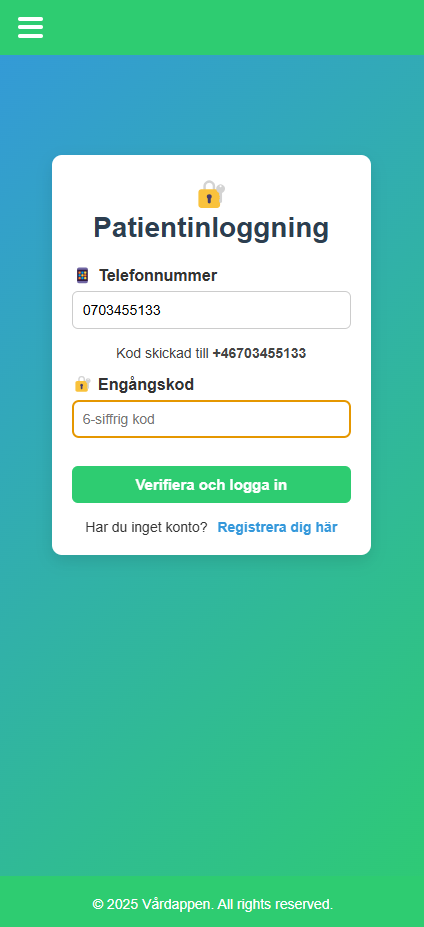 Patientinloggning
Telefonnummer
0703455133
Kod skickad till +46703455133
Engångskod
6-siffrig kod
Verifiera och logga in
Har du inget konto? Registrera dig här
© 2025 Vårdappen. All rights reserved.